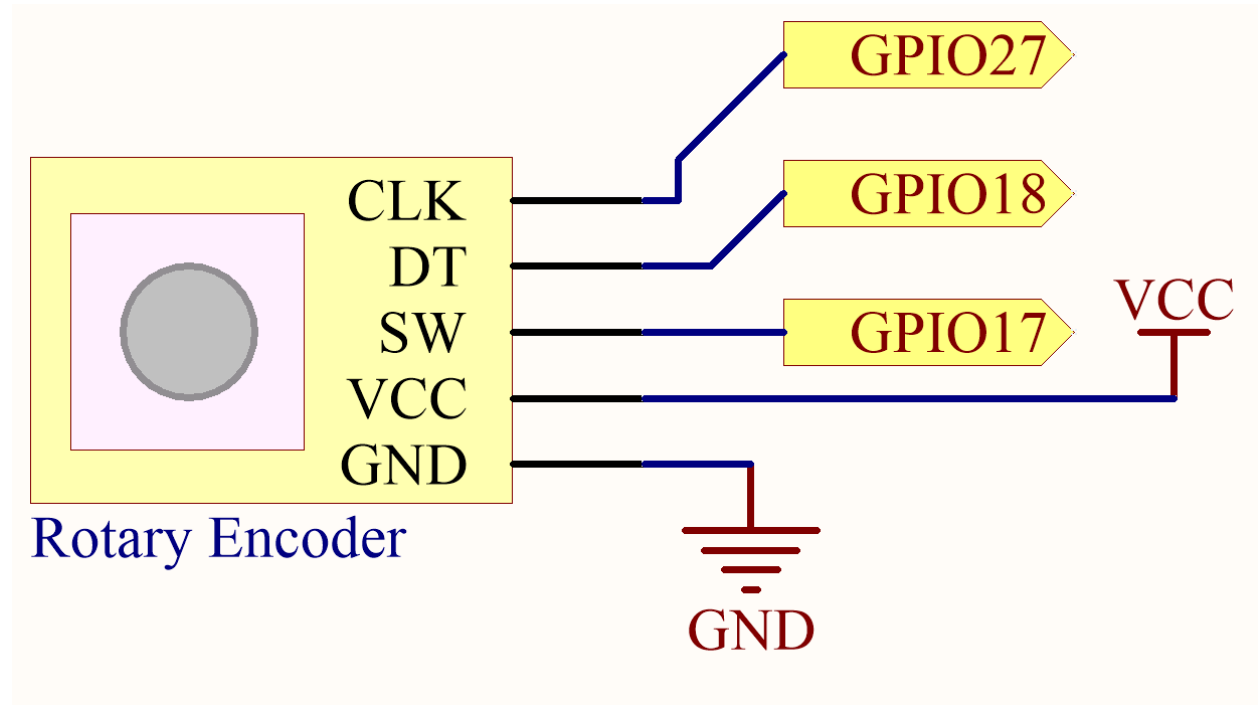 GPIO27
CLK
GPIO18
DT
SW
GPIO17
VCC
VCC
GND
Rotary Encoder
GND